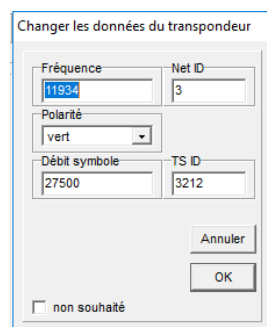 Changer les données du transpondeur
Fréquence Net ID
11934 3
Polarité
vert
Débit symbole TS ID
27500 3212
Annuler
OK
non souhaité